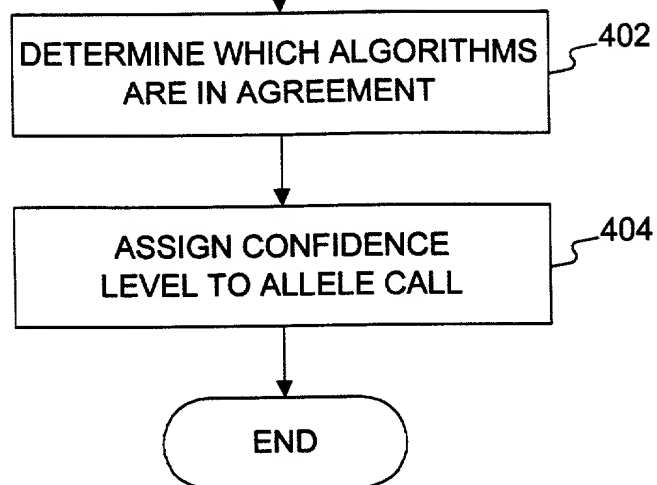 DETERMINE WHICH ALGORITHMS
ARE IN AGREEMENT
402
ASSIGN CONFIDENCE
LEVEL TO ALLELE CALL
404
END